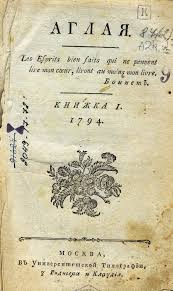 АГЛАЯ.
Les Esprits bien faits qui ne peuvent
lire mon cœur, liront au moins mon livre.
Боннетъ.
КНИЖКА I.
1794.
МОСКВА,
Въ Университетской Типографіи,
у Ридигера и Клаудія.